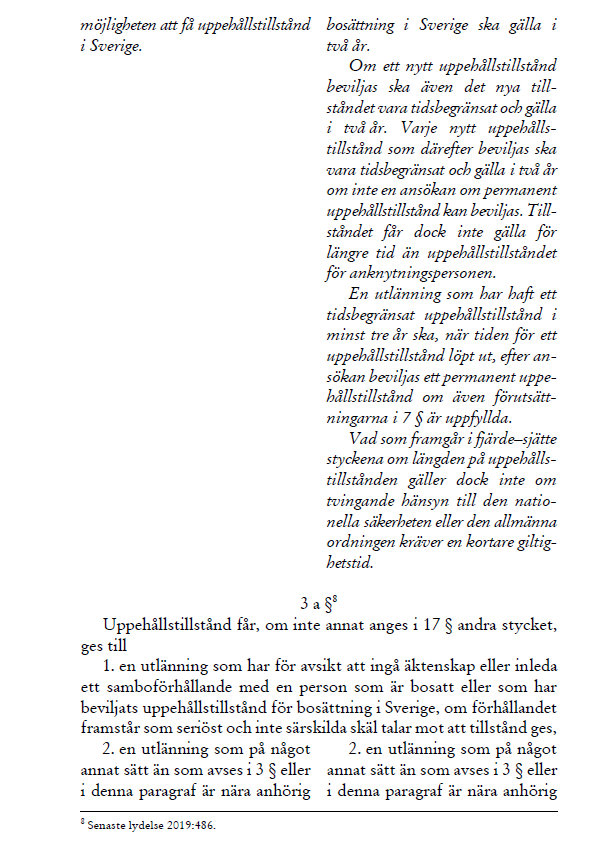 möjligheten att få uppehållstillstånd
i Sverige.
bosättning i Sverige ska gälla i
två år.
Om ett nytt uppehållstillstånd
beviljas ska även det nya till-
ståndet vara tidsbegränsat och gälla
i två år. Varje nytt uppehålls-
tillstånd som därefter beviljas ska
vara tidsbegränsat och gälla i två år
om inte en ansökan om permanent
uppehållstillstånd kan beviljas. Till-
ståndet får dock inte gälla för
längre tid än uppehållstillståndet
för anknytningspersonen.
En utlänning som har haft ett
tidsbegränsat uppehållstillstånd i
minst tre år ska, när tiden för ett
uppehållstillstånd löpt ut, efter an-
sökan beviljas ett permanent uppe-
hållstillstånd om även förutsätt-
ningarna i 7 § är uppfyllda.
Vad som framgår i fjärde–sjätte
styckena om längden på uppehålls-
tillstånden gäller dock inte om
tvingande hänsyn till den natio-
nella säkerheten eller den allmänna
ordningen kräver en kortare giltig-
hetstid.
3 a §8
Uppehållstillstånd får, om inte annat anges i 17 § andra stycket,
ges till
1. en utlänning som har för avsikt att ingå äktenskap eller inleda
ett samboförhållande med en person som är bosatt eller som har
beviljats uppehållstillstånd för bosättning i Sverige, om förhållandet
framstår som seriöst och inte särskilda skäl talar mot att tillstånd ges,
2. en utlänning som på något
annat sätt än som avses i 3 § eller
i denna paragraf är nära anhörig
2. en utlänning som på något
annat sätt än som avses i 3 § eller
i denna paragraf är nära anhörig
8 Senaste lydelse 2019:486.